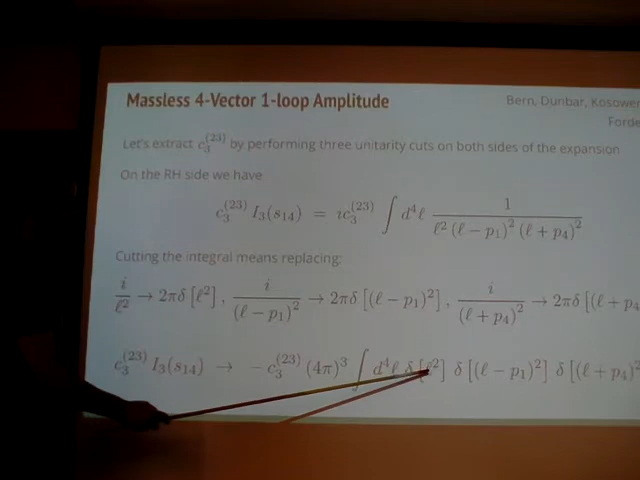 Massless 4-Vector 1-loop Amplitude
Bern, Dunbar, Kosower
Forde
Let's extract c_3^{(23)} by performing three unitarity cuts on both sides of the expansion
On the RH side we have
c_3^{(23)} I_3(s_{14}) = ıc_3^{(23)} ∫ d^4ℓ 1 / (ℓ^2 (ℓ − p_1)^2 (ℓ + p_4)^2)
Cutting the integral means replacing:
i/ℓ^2 → 2πδ [ℓ^2] , i/(ℓ − p_1)^2 → 2πδ [(ℓ − p_1)^2] , i/(ℓ + p_4)^2 → 2πδ [(ℓ + p_4
c_3^{(23)} I_3(s_{14}) → − c_3^{(23)} (4π)^3 ∫ d^4ℓ δ [ℓ^2] δ [(ℓ − p_1)^2] δ [(ℓ + p_4)^2